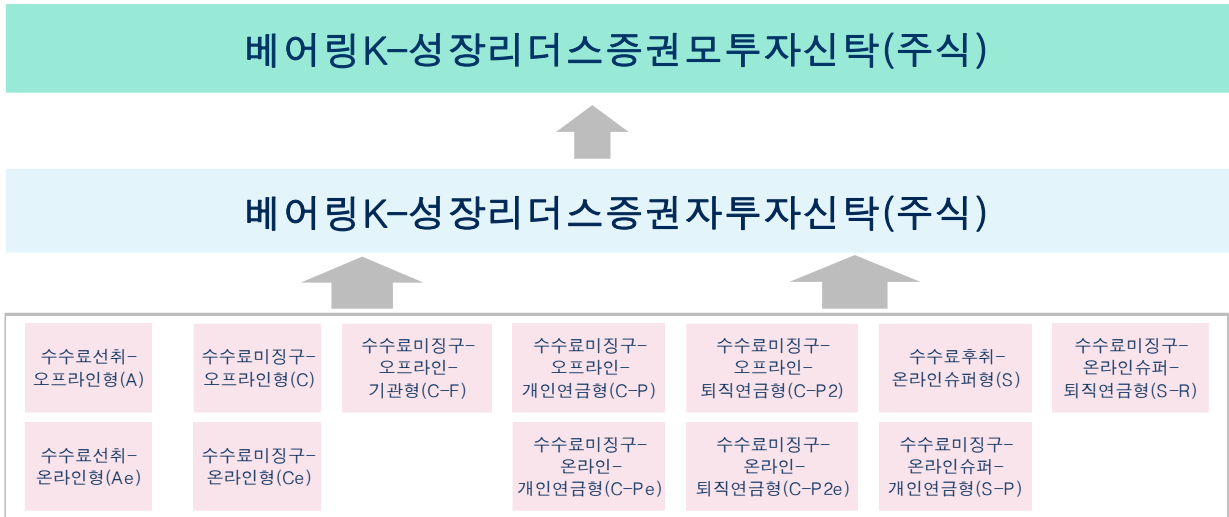 베어링K-성장리더스증권모투자신탁(주식)
베어링K-성장리더스증권자투자신탁(주식)
수수료선취-
오프라인형(A)
수수료미징구-
오프라인형(C)
수수료미징구-
오프라인-
기관형(C-F)
수수료미징구-
오프라인-
개인연금형(C-P)
수수료미징구-
오프라인-
퇴직연금형(C-P2)
수수료후취-
온라인슈퍼형(S)
수수료미징구-
온라인슈퍼-
퇴직연금형(S-R)
수수료선취-
온라인형(Ae)
수수료미징구-
온라인형(Ce)
수수료미징구-
온라인-
개인연금형(C-Pe)
수수료미징구-
온라인-
퇴직연금형(C-P2e)
수수료미징구-
온라인슈퍼-
개인연금형(S-P)